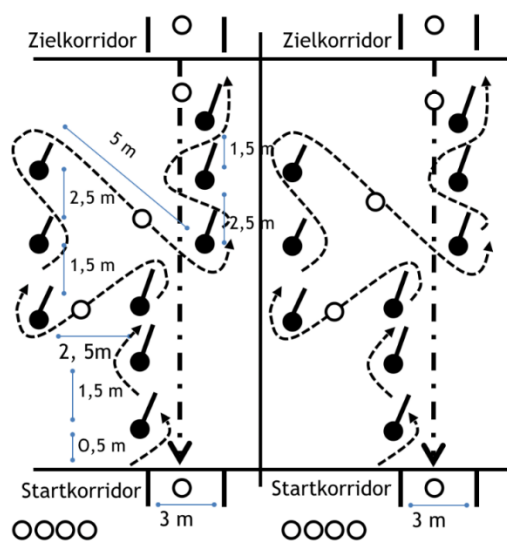 Zielkorridor
Zielkorridor
5 m
1,5 m
2,5 m
2,5 m
1,5 m
2, 5m
1,5 m
0,5 m
Startkorridor
Startkorridor
3 m
3 m